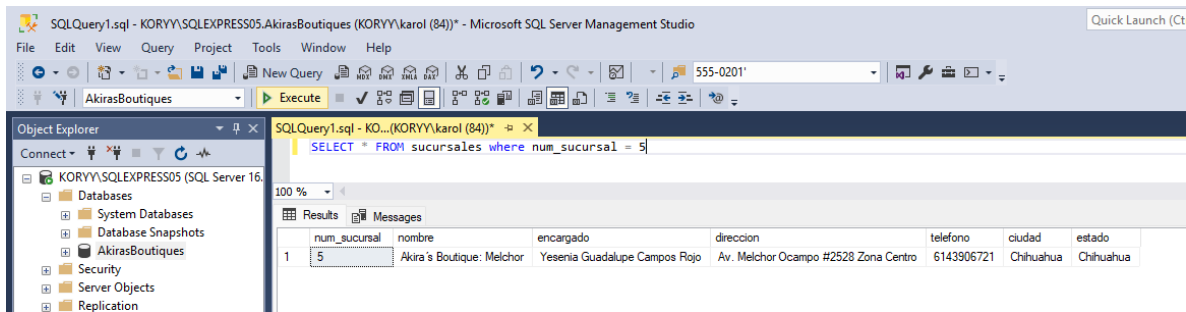 SQLQuery1.sql - KORYY\SQLEXPRESS05.AkirasBoutiques (KORYY\karol (84))* - Microsoft SQL Server Management Studio
Quick Launch (Ct
File Edit View Query Project Tools Window Help
New Query MDX DMX XMLA DAX 555-0201'
AkirasBoutiques Execute
Object Explorer
SQLQuery1.sql - KO...(KORYY\karol (84))*
Connect
SELECT * FROM sucursales where num_sucursal = 5
KORYY\SQLEXPRESS05 (SQL Server 16.
Databases
System Databases
Database Snapshots
AkirasBoutiques
Security
Server Objects
Replication
100 %
Results Messages
num_sucursal nombre encargado direccion telefono ciudad estado
1 5 Akira´s Boutique: Melchor Yesenia Guadalupe Campos Rojo Av. Melchor Ocampo #2528 Zona Centro 6143906721 Chihuahua Chihuahua